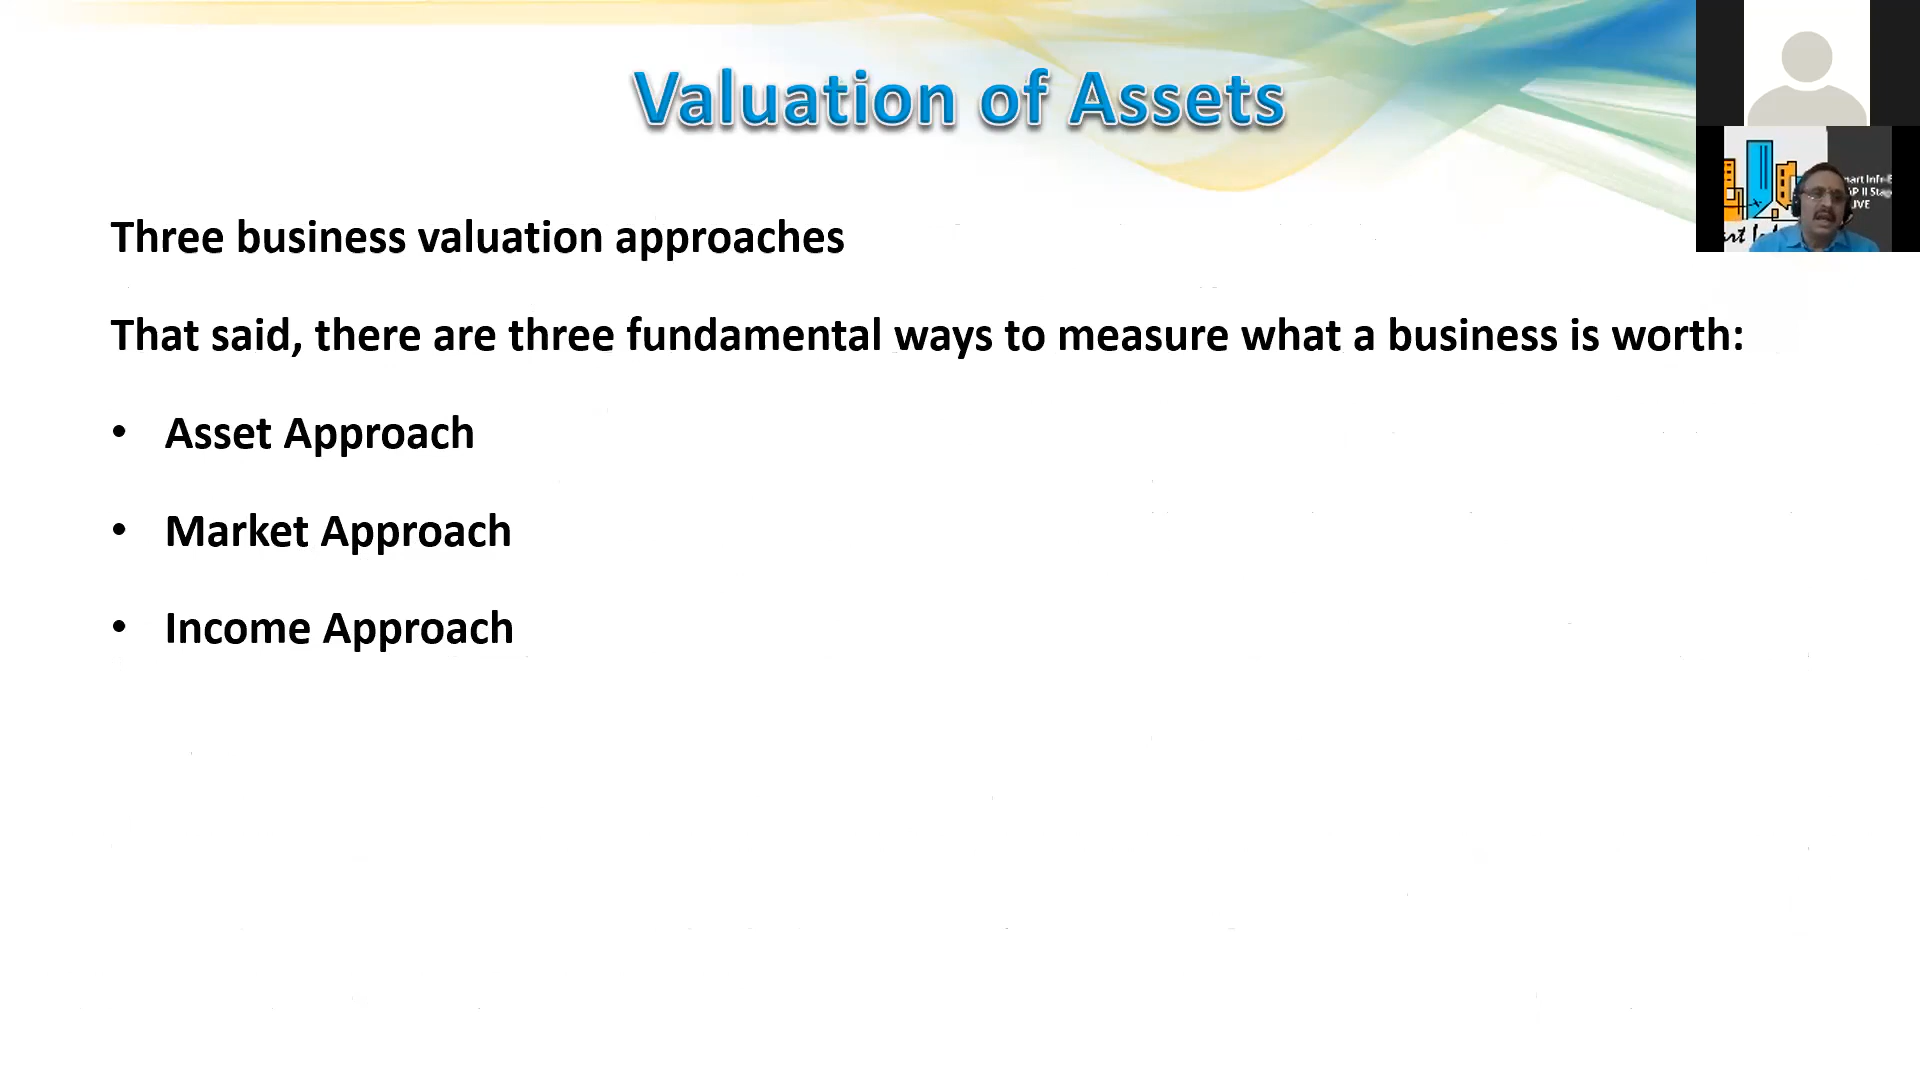 Valuation of Assets
Three business valuation approaches
That said, there are three fundamental ways to measure what a business is worth:
• Asset Approach
• Market Approach
• Income Approach
II